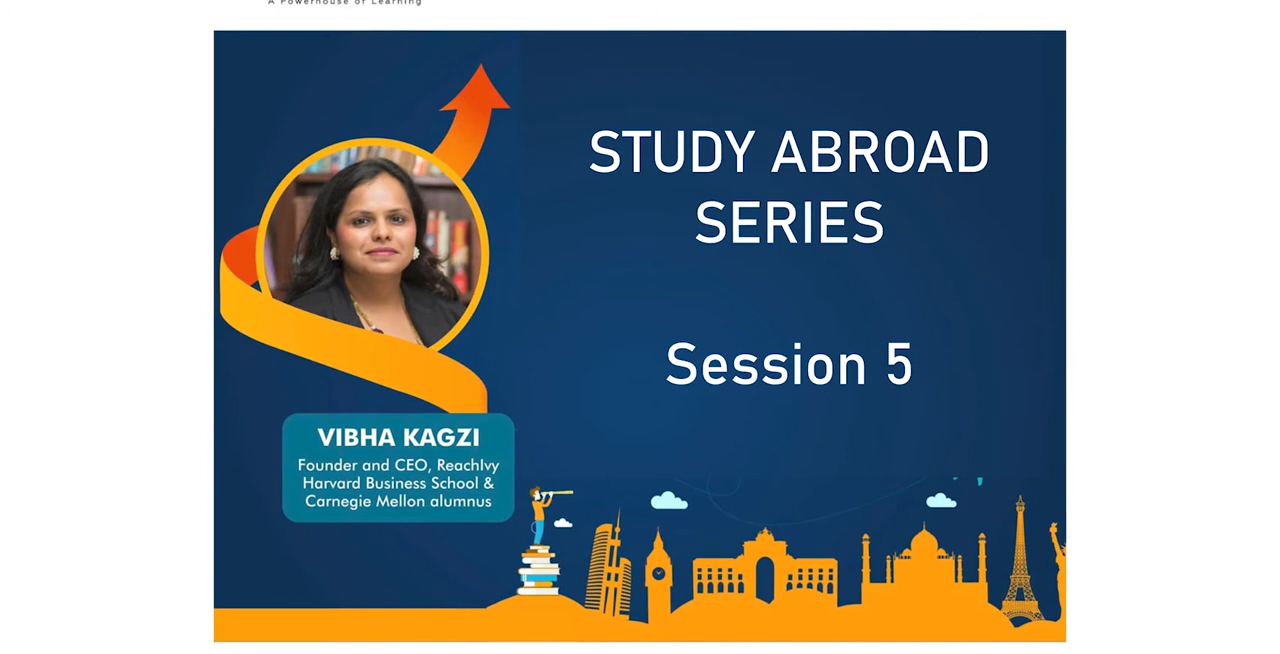 A Powerhouse of Learning
STUDY ABROAD
SERIES
Session 5
VIBHA KAGZI
Founder and CEO, ReachIvy
Harvard Business School &
Carnegie Mellon alumnus